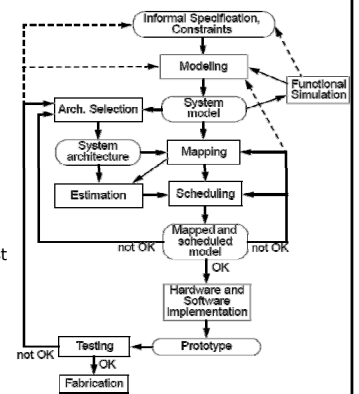 Informal Specification,
Constraints
Modeling
Functional
Simulation
Arch. Selection
System
model
System
architecture
Mapping
Estimation
Scheduling
not OK
Mapped and
scheduled
model
not OK
st
OK
Hardware and
Software
Implementation
not OK
Testing
Prototype
OK
Fabrication